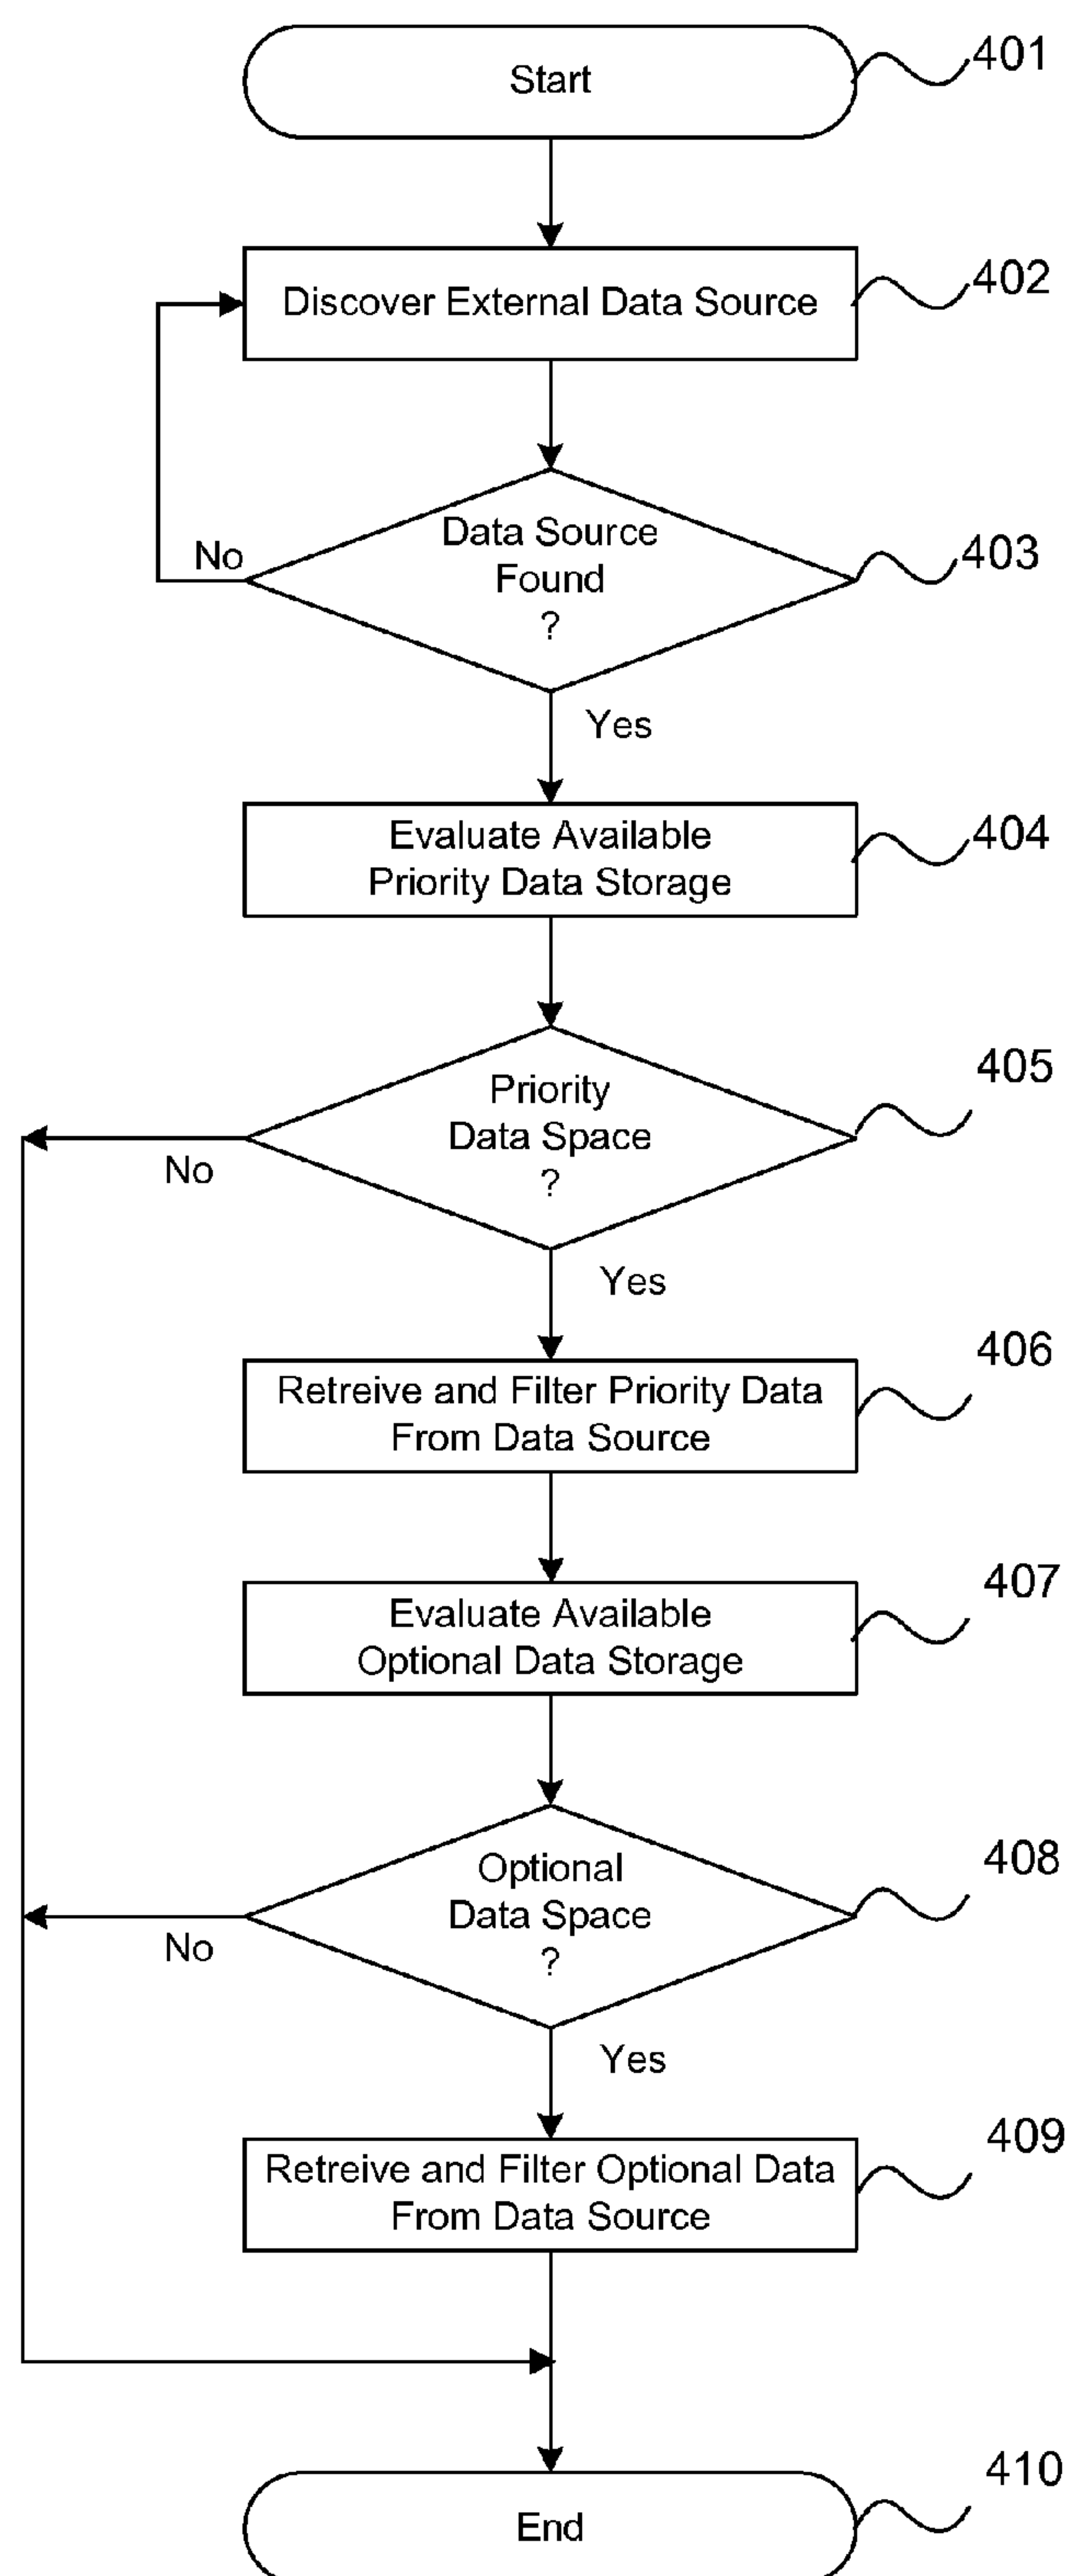 Start
401
Discover External Data Source
402
Data Source
Found
?
403
No
Yes
Evaluate Available
Priority Data Storage
404
Priority
Data Space
?
405
No
Yes
Retreive and Filter Priority Data
From Data Source
406
Evaluate Available
Optional Data Storage
407
Optional
Data Space
?
408
No
Yes
Retreive and Filter Optional Data
From Data Source
409
End
410